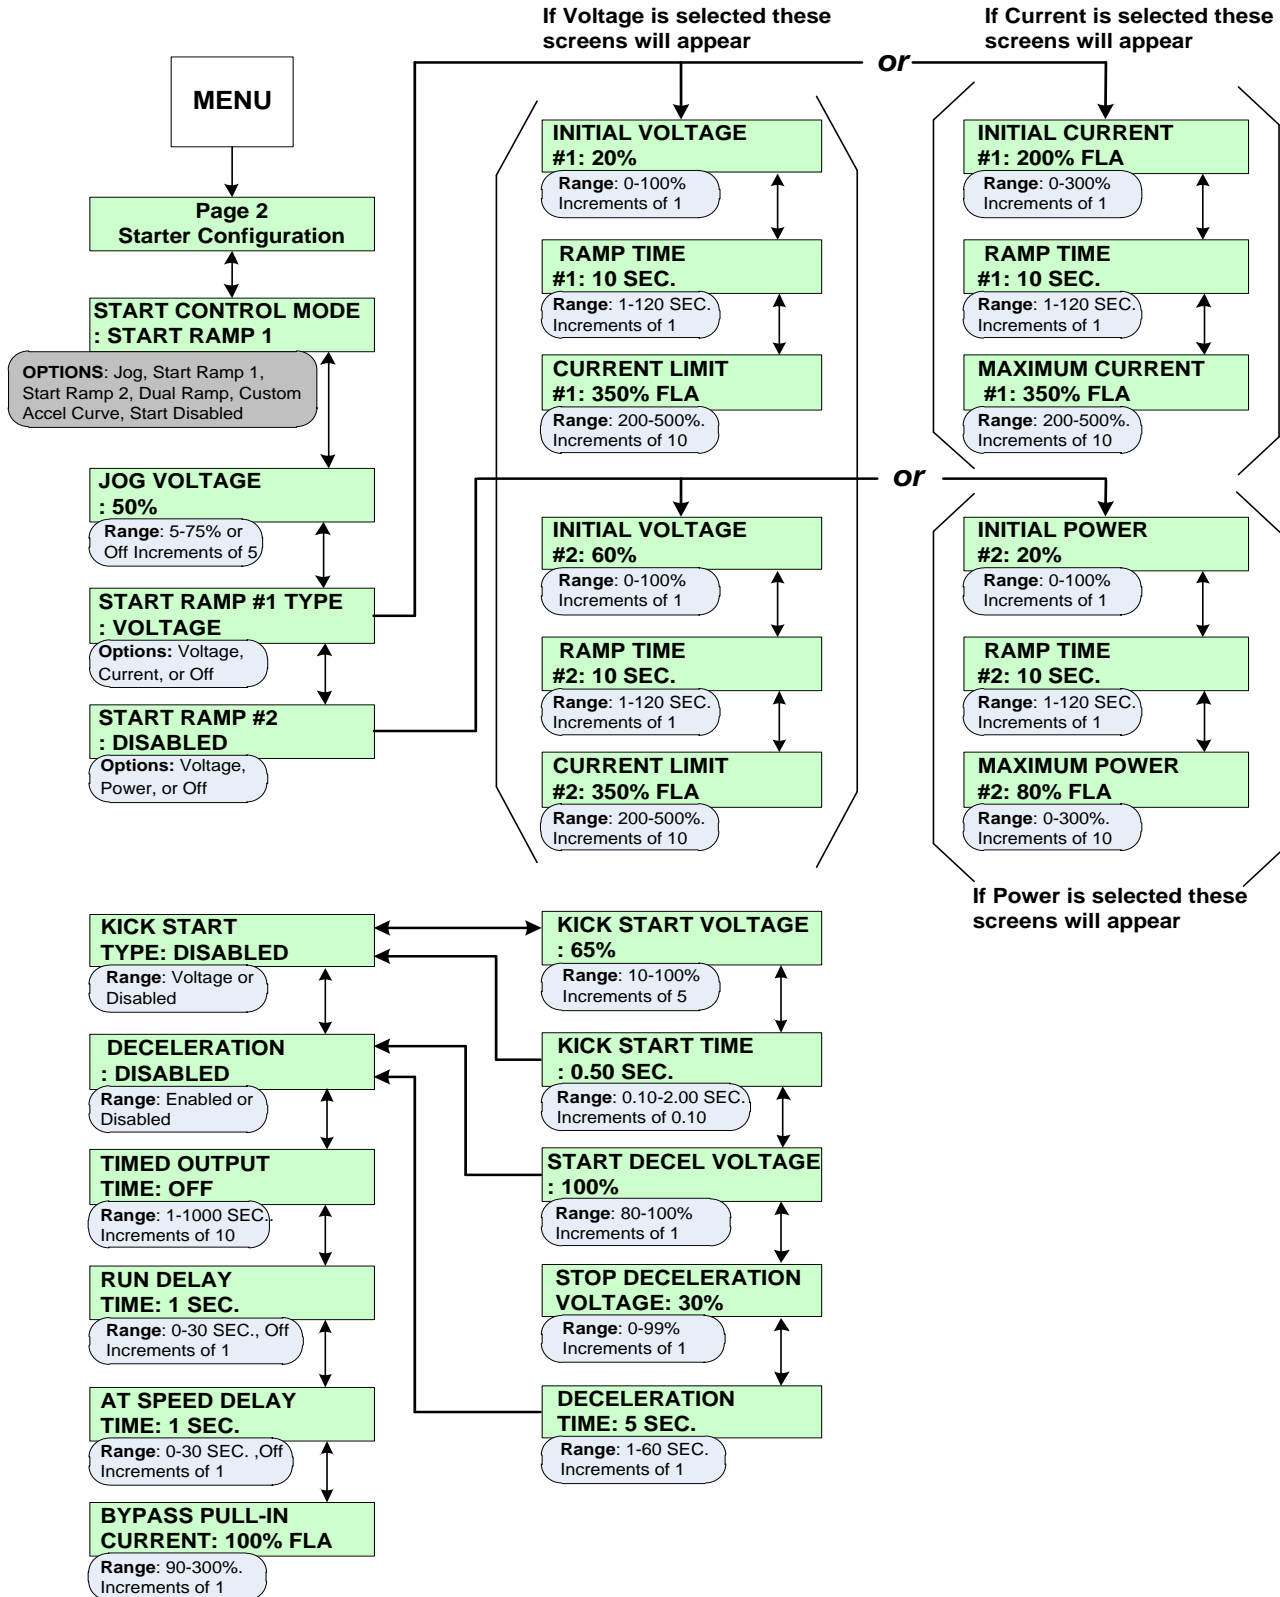 If Voltage is selected these
screens will appear
If Current is selected these
screens will appear
or
MENU
Page 2
Starter Configuration
START CONTROL MODE
: START RAMP 1
OPTIONS: Jog, Start Ramp 1,
Start Ramp 2, Dual Ramp, Custom
Accel Curve, Start Disabled
JOG VOLTAGE
: 50%
Range: 5-75% or
Off Increments of 5
START RAMP #1 TYPE
: VOLTAGE
Options: Voltage,
Current, or Off
START RAMP #2
: DISABLED
Options: Voltage,
Power, or Off
INITIAL VOLTAGE
#1: 20%
Range: 0-100%
Increments of 1
RAMP TIME
#1: 10 SEC.
Range: 1-120 SEC.
Increments of 1
CURRENT LIMIT
#1: 350% FLA
Range: 200-500%.
Increments of 10
INITIAL CURRENT
#1: 200% FLA
Range: 0-300%
Increments of 1
RAMP TIME
#1: 10 SEC.
Range: 1-120 SEC.
Increments of 1
MAXIMUM CURRENT
#1: 350% FLA
Range: 200-500%.
Increments of 10
or
INITIAL VOLTAGE
#2: 60%
Range: 0-100%
Increments of 1
RAMP TIME
#2: 10 SEC.
Range: 1-120 SEC.
Increments of 1
CURRENT LIMIT
#2: 350% FLA
Range: 200-500%.
Increments of 10
INITIAL POWER
#2: 20%
Range: 0-100%
Increments of 1
RAMP TIME
#2: 10 SEC.
Range: 1-120 SEC.
Increments of 1
MAXIMUM POWER
#2: 80% FLA
Range: 0-300%.
Increments of 10
If Power is selected these
screens will appear
KICK START
TYPE: DISABLED
Range: Voltage or
Disabled
DECELERATION
: DISABLED
Range: Enabled or
Disabled
TIMED OUTPUT
TIME: OFF
Range: 1-1000 SEC..
Increments of 10
RUN DELAY
TIME: 1 SEC.
Range: 0-30 SEC., Off
Increments of 1
AT SPEED DELAY
TIME: 1 SEC.
Range: 0-30 SEC. ,Off
Increments of 1
BYPASS PULL-IN
CURRENT: 100% FLA
Range: 90-300%.
Increments of 1
KICK START VOLTAGE
: 65%
Range: 10-100%
Increments of 5
KICK START TIME
: 0.50 SEC.
Range: 0.10-2.00 SEC.
Increments of 0.10
START DECEL VOLTAGE
: 100%
Range: 80-100%
Increments of 1
STOP DECELERATION
VOLTAGE: 30%
Range: 0-99%
Increments of 1
DECELERATION
TIME: 5 SEC.
Range: 1-60 SEC.
Increments of 1